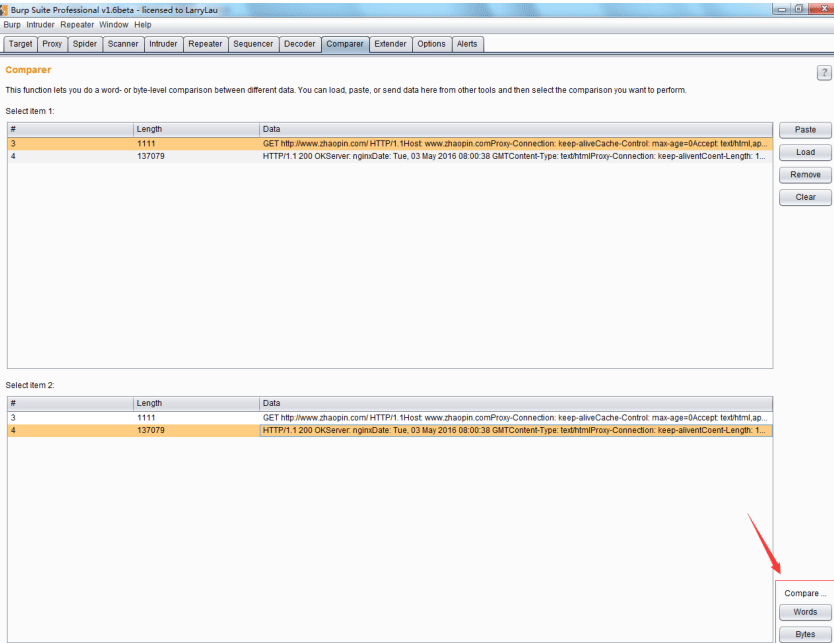 Burp Suite Professional v1.6beta - licensed to LarryLau
Burp Intruder Repeater Window Help
Target Proxy Spider Scanner Intruder Repeater Sequencer Decoder Comparer Extender Options Alerts
Comparer
?
This function lets you do a word- or byte-level comparison between different data. You can load, paste, or send data here from other tools and then select the comparison you want to perform.
Select item 1:
# Length Data
Paste
3 1111 GET http://www.zhaopin.com/ HTTP/1.1Host: www.zhaopin.comProxy-Connection: keep-aliveCache-Control: max-age=0Accept: text/html,ap...
4 137079 HTTP/1.1 200 OKServer: nginxDate: Tue, 03 May 2016 08:00:38 GMTContent-Type: text/htmlProxy-Connection: keep-aliventCoent-Length: 1...
Load
Remove
Clear
Select item 2:
# Length Data
3 1111 GET http://www.zhaopin.com/ HTTP/1.1Host: www.zhaopin.comProxy-Connection: keep-aliveCache-Control: max-age=0Accept: text/html,ap...
4 137079 HTTP/1.1 200 OKServer: nginxDate: Tue, 03 May 2016 08:00:38 GMTContent-Type: text/htmlProxy-Connection: keep-aliventCoent-Length: 1...
Compare ...
Words
Bytes